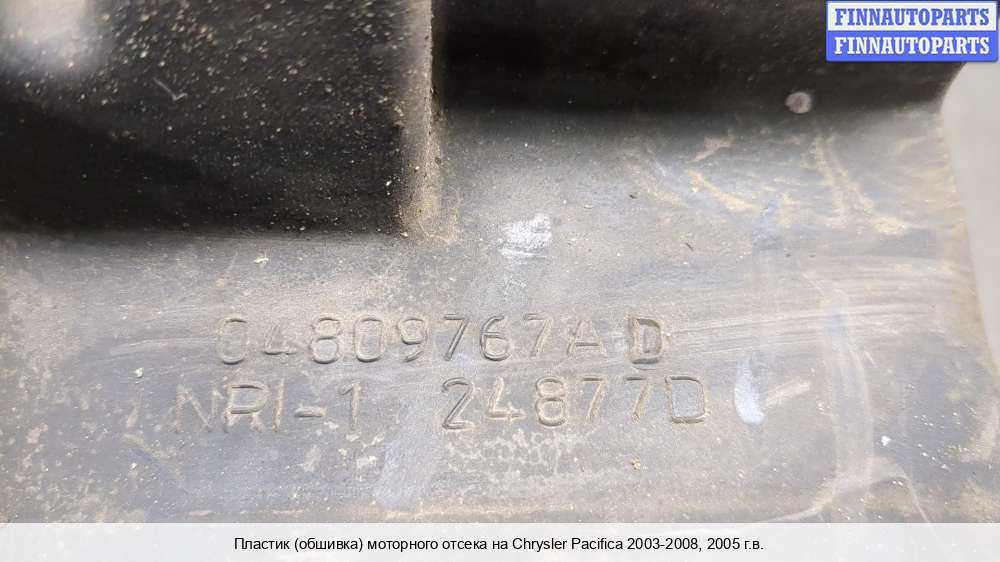 FINNAUTOPARTS
FINNAUTOPARTS
04809767AD
NRI-1 24877D
Пластик (обшивка) моторного отсека на Chrysler Pacifica 2003-2008, 2005 г.в.